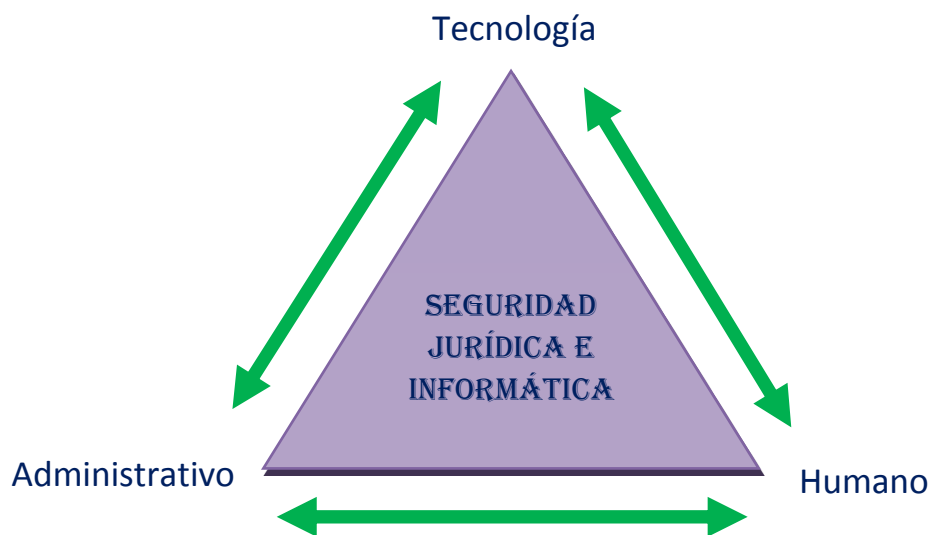 Tecnología
SEGURIDAD
JURÍDICA E
INFORMÁTICA
Administrativo
Humano